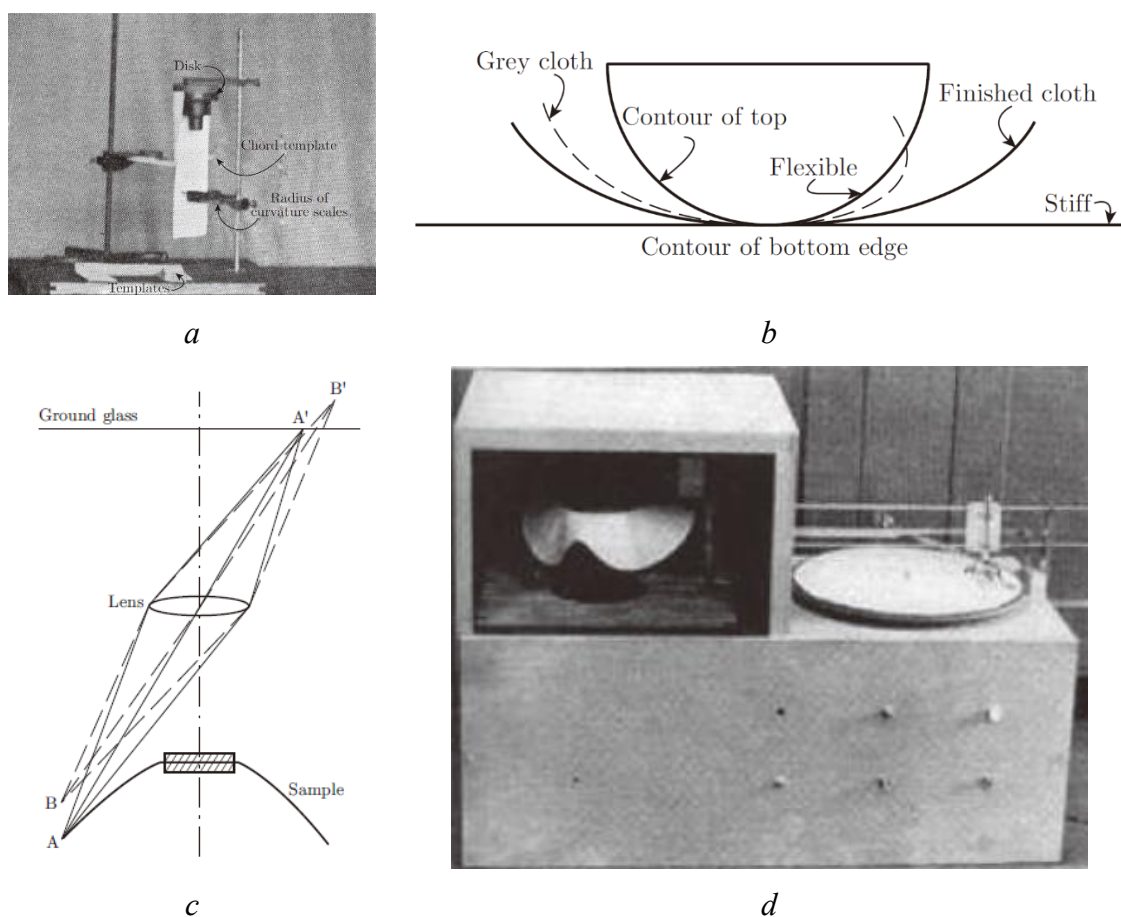 Disk
Chord template
Radius of
curvature scales
Templates
a
Grey cloth
Finished cloth
Contour of top
Flexible
Stiff
Contour of bottom edge
b
B'
Ground glass
A'
Lens
B
Sample
A
c
d